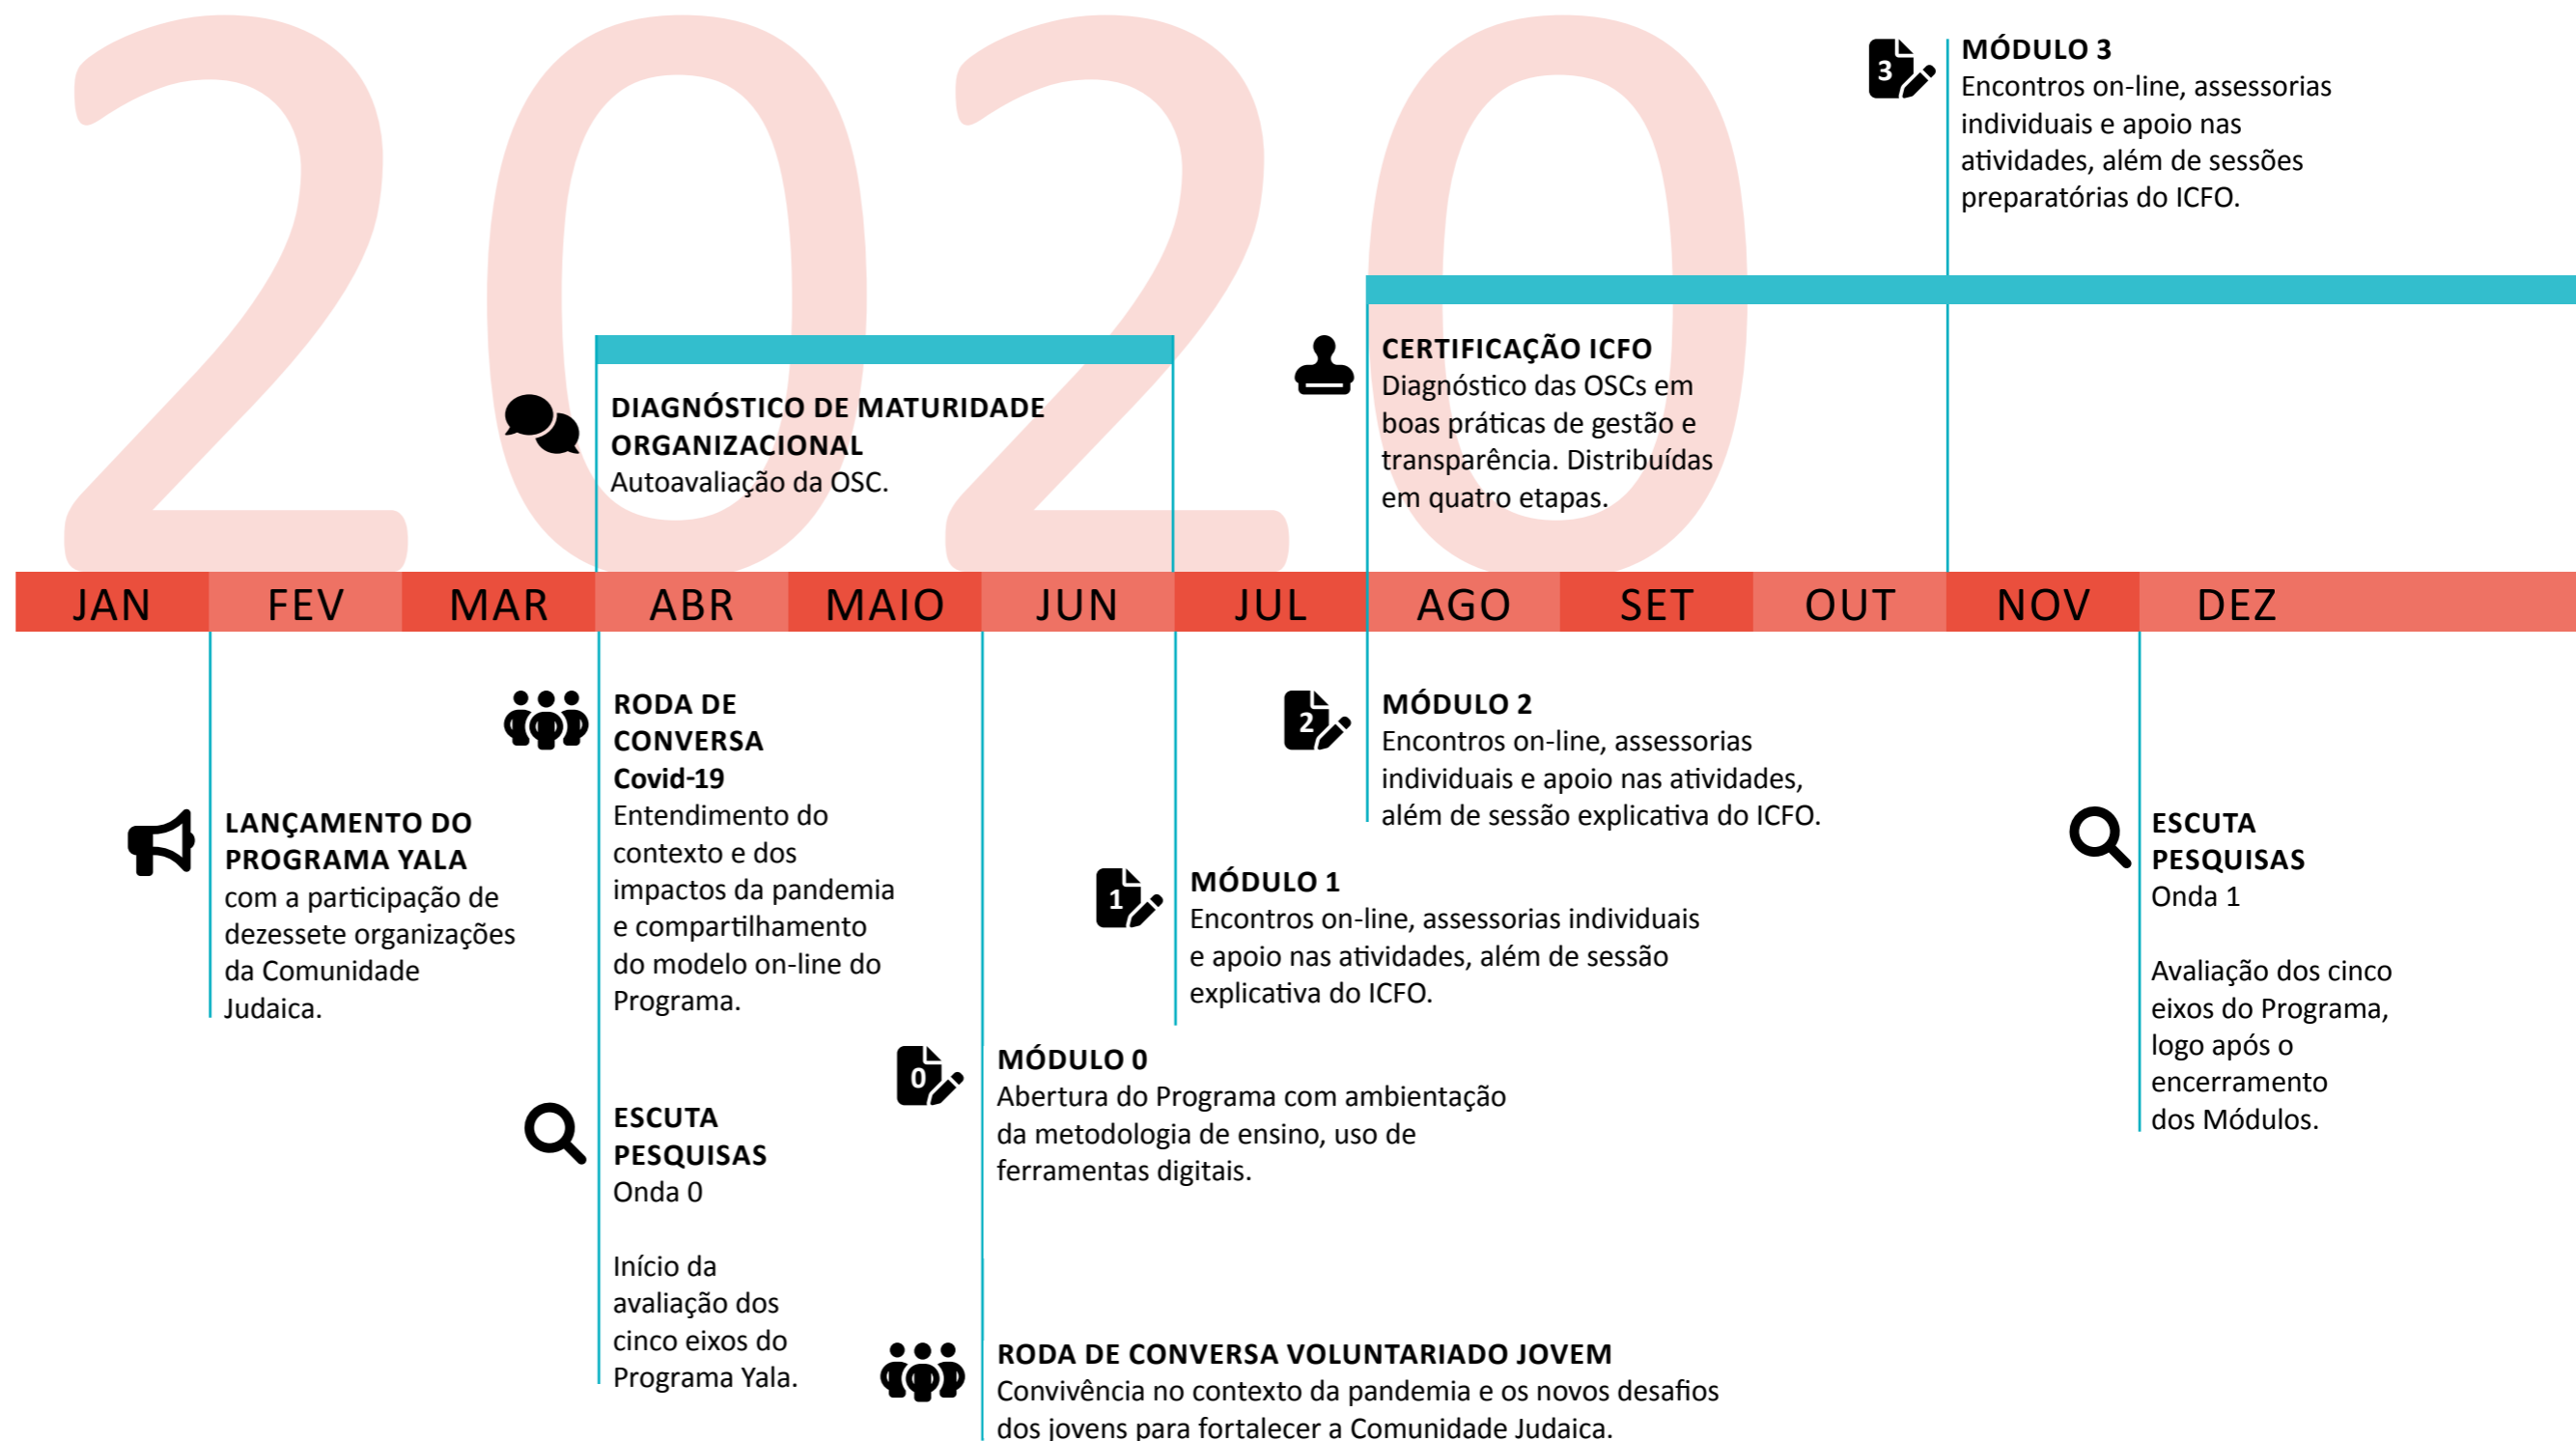 2020
3
MÓDULO 3
Encontros on-line, assessorias
individuais e apoio nas
atividades, além de sessões
preparatórias do ICFO.
DIAGNÓSTICO DE MATURIDADE
ORGANIZACIONAL
Autoavaliação da OSC.
CERTIFICAÇÃO ICFO
Diagnóstico das OSCs em
boas práticas de gestão e
transparência. Distribuídas
em quatro etapas.
JAN FEV MAR ABR MAIO JUN JUL AGO SET OUT NOV DEZ
LANÇAMENTO DO
PROGRAMA YALA
com a participação de
dezessete organizações
da Comunidade
Judaica.
RODA DE
CONVERSA
Covid-19
Entendimento do
contexto e dos
impactos da pandemia
e compartilhamento
do modelo on-line do
Programa.
ESCUTA
PESQUISAS
Onda 0
Início da
avaliação dos
cinco eixos do
Programa Yala.
2
MÓDULO 2
Encontros on-line, assessorias
individuais e apoio nas atividades,
além de sessão explicativa do ICFO.
1
MÓDULO 1
Encontros on-line, assessorias individuais
e apoio nas atividades, além de sessão
explicativa do ICFO.
0
MÓDULO 0
Abertura do Programa com ambientação
da metodologia de ensino, uso de
ferramentas digitais.
RODA DE CONVERSA VOLUNTARIADO JOVEM
Convivência no contexto da pandemia e os novos desafios
dos jovens para fortalecer a Comunidade Judaica.
ESCUTA
PESQUISAS
Onda 1
Avaliação dos cinco
eixos do Programa,
logo após o
encerramento
dos Módulos.